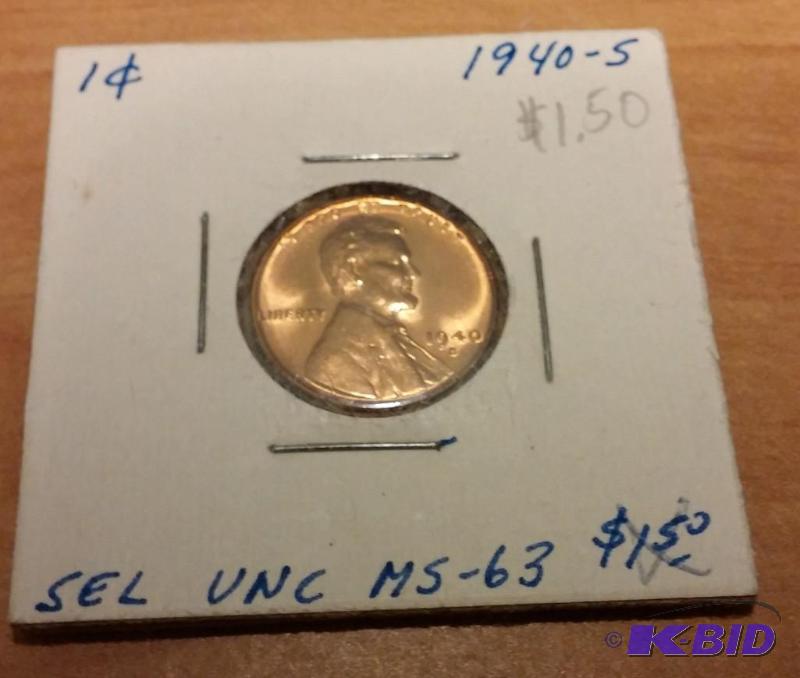 1¢ 1940-S
$1.50
LIBERTY
1940
S
SEL UNC MS-63 $1.50
© K-BID